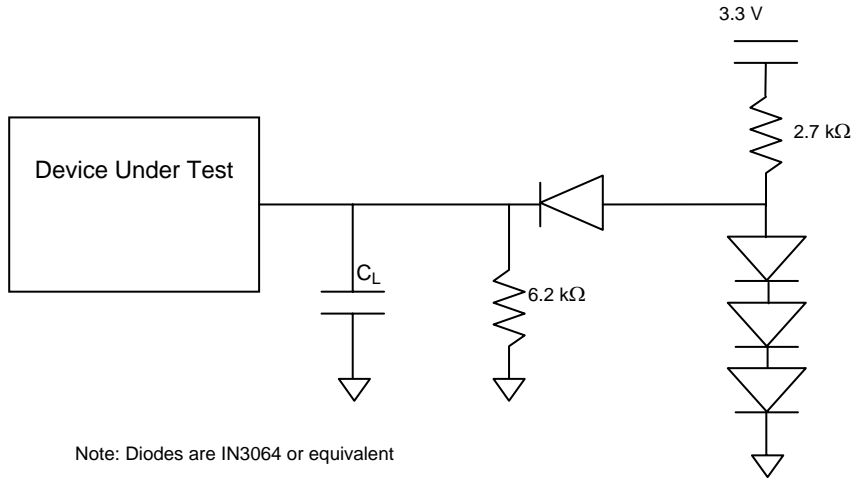 3.3 V
2.7 kΩ
Device Under Test
CL
6.2 kΩ
Note: Diodes are IN3064 or equivalent